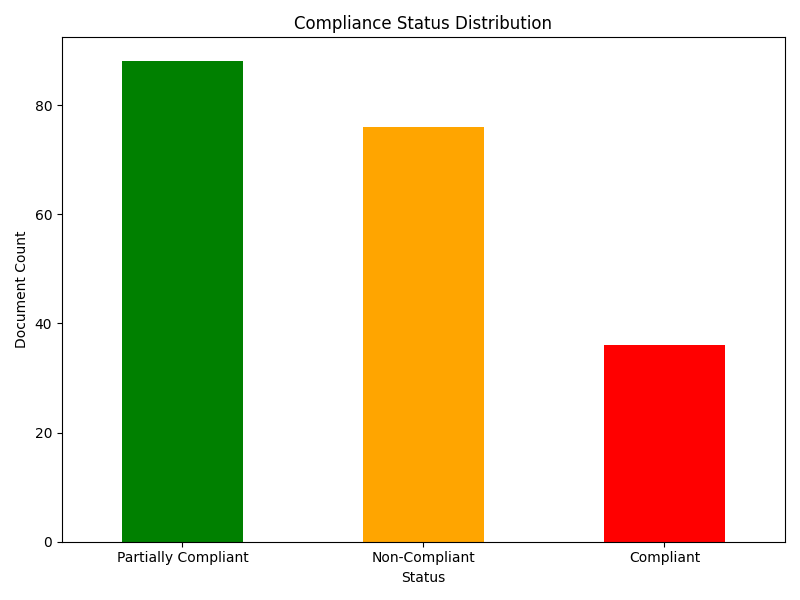 Compliance Status Distribution
Document Count
80
60
40
20
0
Partially Compliant
Non-Compliant
Compliant
Status